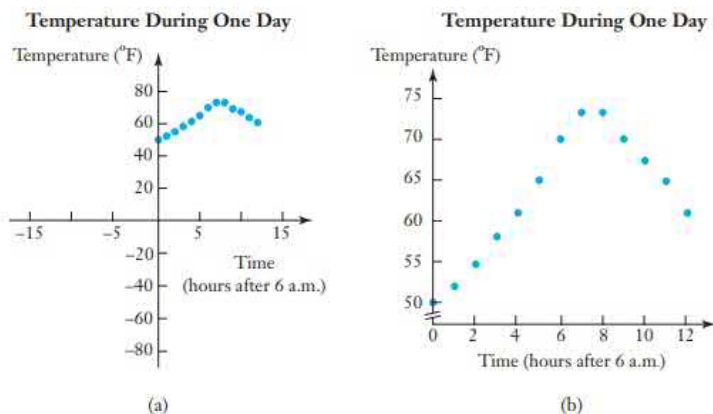 Temperature During One Day
Temperature (°F)
80
60
40
20
-15
-5
5
15
-20
-40
-60
-80
Time
(hours after 6 a.m.)
(a)
Temperature During One Day
Temperature (°F)
75
70
65
60
55
50
0
2
4
6
8
10
12
Time (hours after 6 a.m.)
(b)